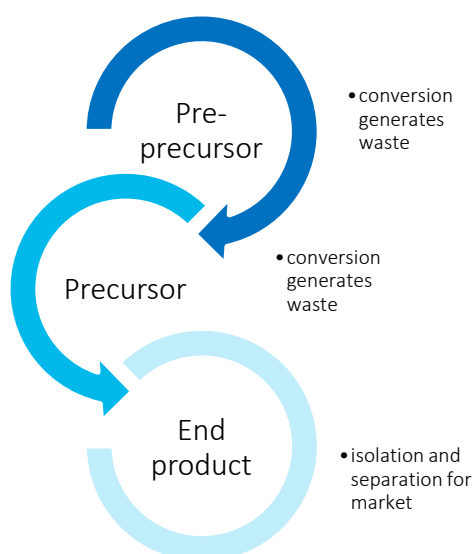 Pre-
precursor
• conversion
generates
waste
Precursor
• conversion
generates
waste
End
product
• isolation and
separation for
market